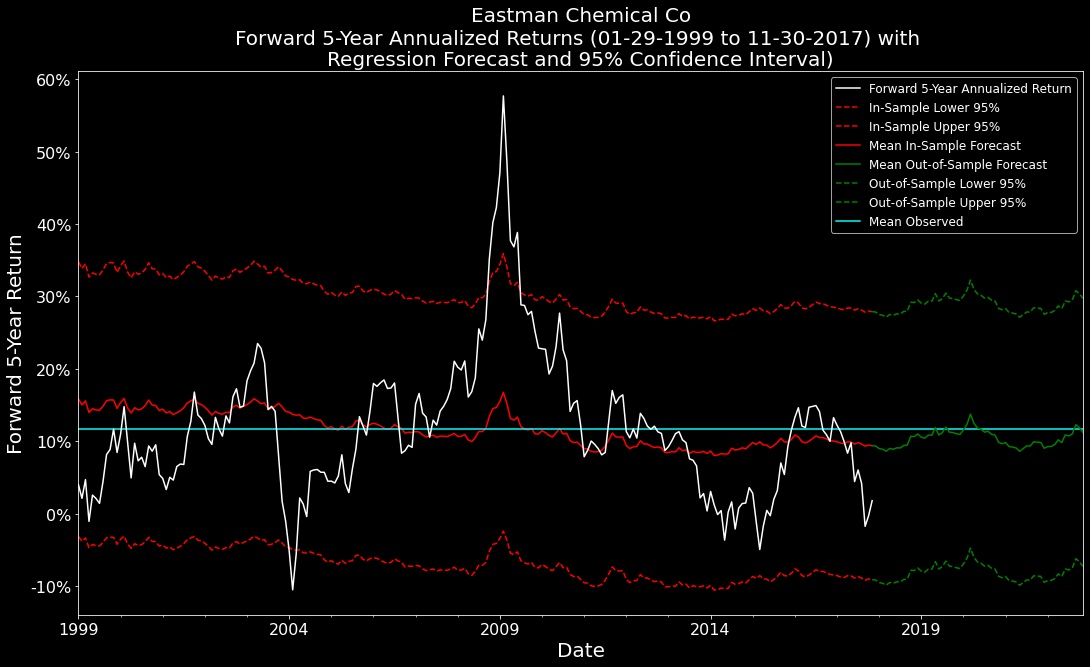 Eastman Chemical Co
Forward 5-Year Annualized Returns (01-29-1999 to 11-30-2017) with
Regression Forecast and 95% Confidence Interval)
Forward 5-Year Annualized Return
In-Sample Lower 95%
In-Sample Upper 95%
Mean In-Sample Forecast
Mean Out-of-Sample Forecast
Out-of-Sample Lower 95%
Out-of-Sample Upper 95%
Mean Observed
Forward 5-Year Return
60%
50%
40%
30%
20%
10%
0%
-10%
1999
2004
2009
2014
2019
Date